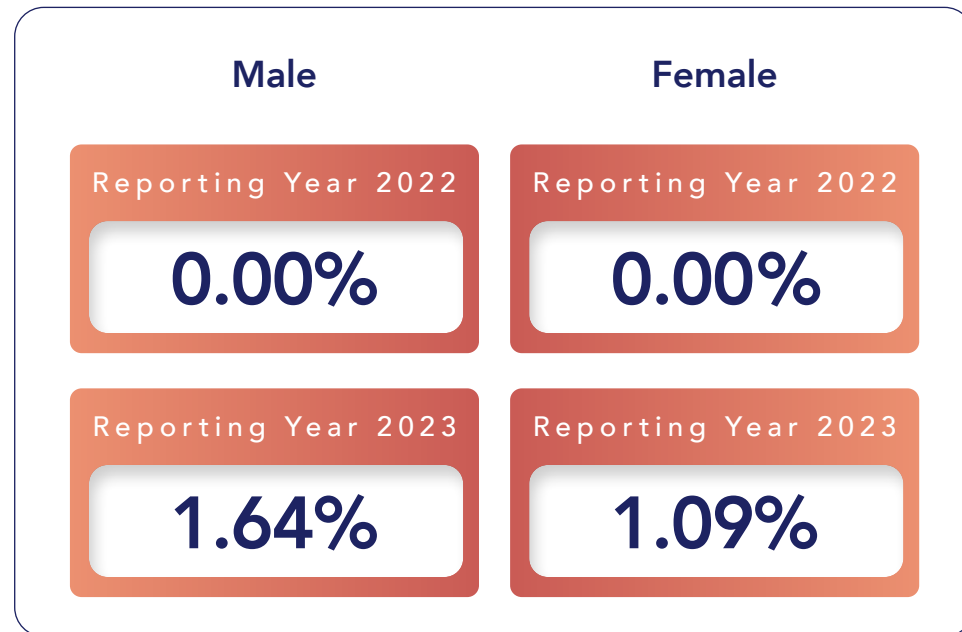 Male
Female
Reporting Year 2022
0.00%
Reporting Year 2022
0.00%
Reporting Year 2023
1.64%
Reporting Year 2023
1.09%